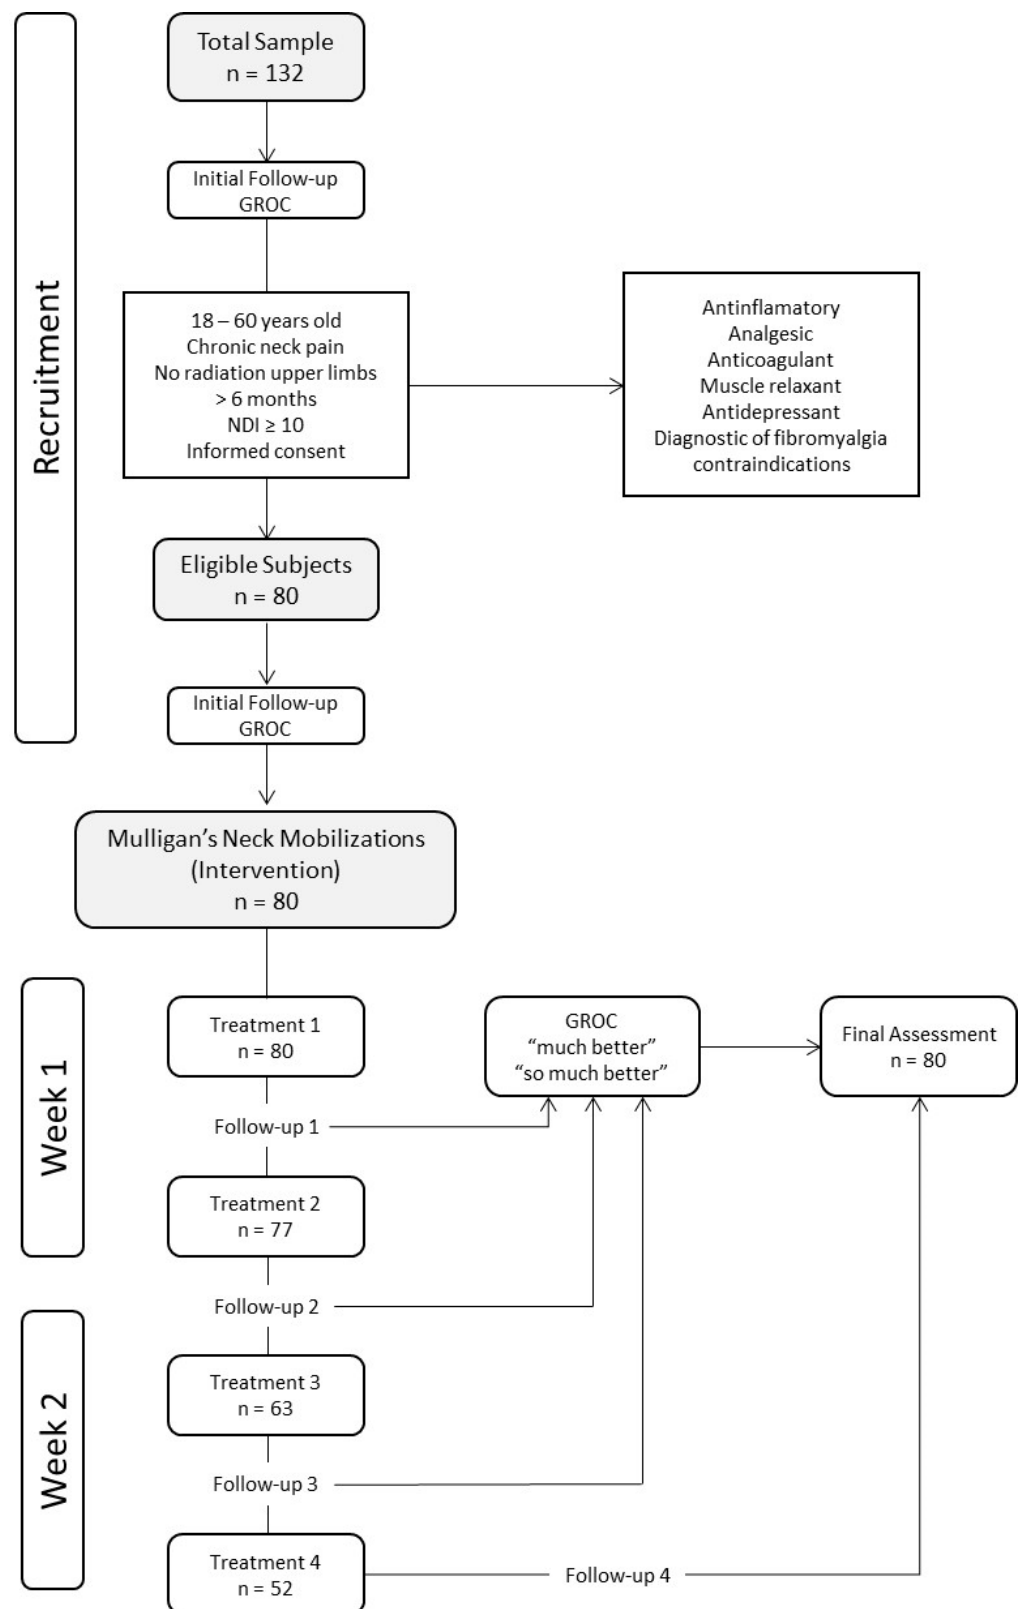 Recruitment
Total Sample
n = 132
Initial Follow-up
GROC
18 – 60 years old
Chronic neck pain
No radiation upper limbs
> 6 months
NDI ≥ 10
Informed consent
Antinflamatory
Analgesic
Anticoagulant
Muscle relaxant
Antidepressant
Diagnostic of fibromyalgia
contraindications
Eligible Subjects
n = 80
Initial Follow-up
GROC
Mulligan’s Neck Mobilizations
(Intervention)
n = 80
Week 1
Treatment 1
n = 80
GROC
“much better”
“so much better”
Final Assessment
n = 80
Follow-up 1
Treatment 2
n = 77
Follow-up 2
Week 2
Treatment 3
n = 63
Follow-up 3
Treatment 4
n = 52
Follow-up 4